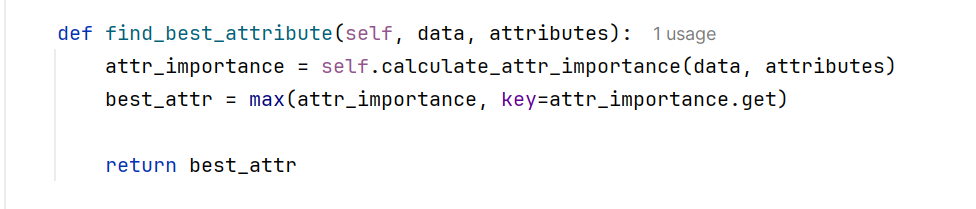 def find_best_attribute(self, data, attributes): 1 usage
    attr_importance = self.calculate_attr_importance(data, attributes)
    best_attr = max(attr_importance, key=attr_importance.get)
    return best_attr